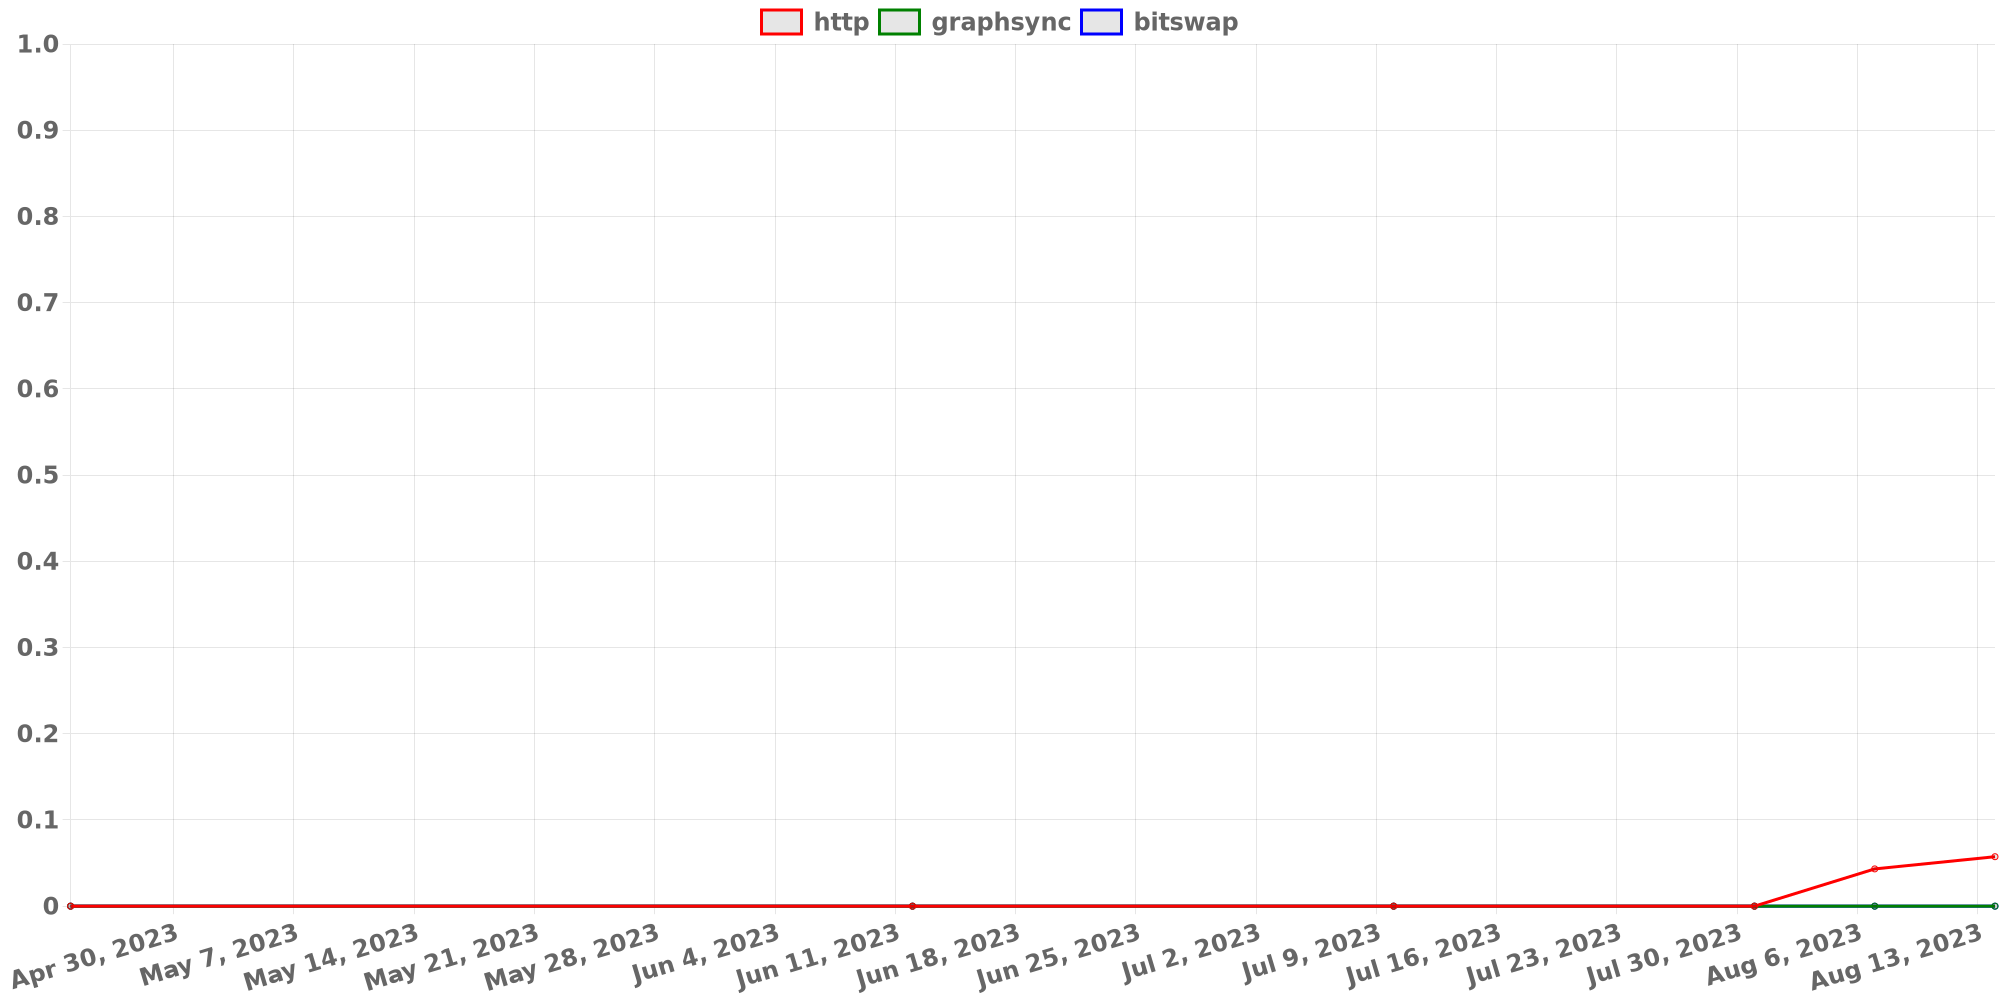 http graphsync bitswap
1.0
0.9
0.8
0.7
0.6
0.5
0.4
0.3
0.2
0.1
0
Apr 30, 2023
May 7, 2023
May 14, 2023
May 21, 2023
May 28, 2023
Jun 4, 2023
Jun 11, 2023
Jun 18, 2023
Jun 25, 2023
Jul 2, 2023
Jul 9, 2023
Jul 16, 2023
Jul 23, 2023
Jul 30, 2023
Aug 6, 2023
Aug 13, 2023